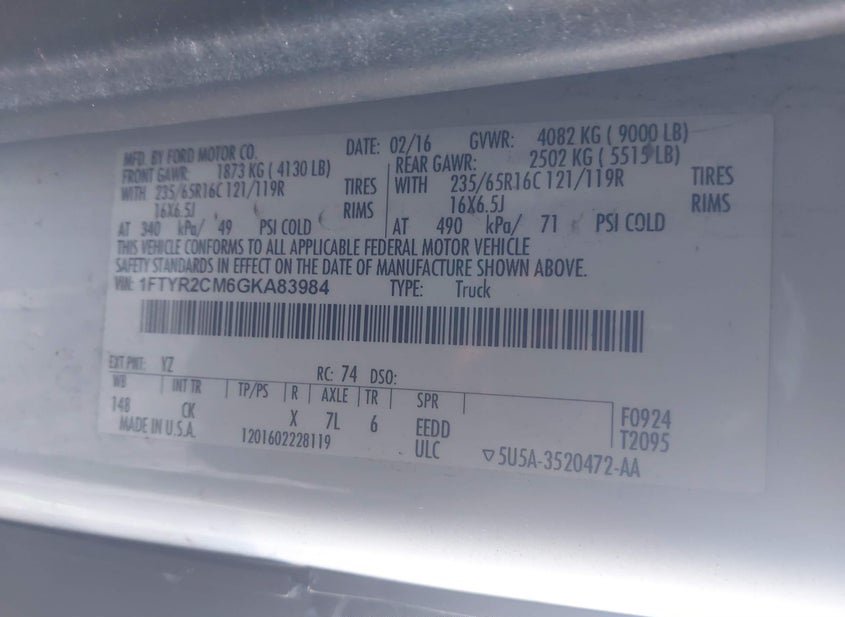 MFD. BY FORD MOTOR CO. DATE: 02/16 GVWR: 4082 KG ( 9000 LB)
FRONT GAWR: 1873 KG ( 4130 LB) REAR GAWR: 2502 KG ( 5515 LB)
WITH 235/65R16C 121/119R TIRES WITH 235/65R16C 121/119R TIRES
16X6.5J RIMS 16X6.5J RIMS
AT 340 kPa/ 49 PSI COLD AT 490 kPa/ 71 PSI COLD
THIS VEHICLE CONFORMS TO ALL APPLICABLE FEDERAL MOTOR VEHICLE
SAFETY STANDARDS IN EFFECT ON THE DATE OF MANUFACTURE SHOWN ABOVE.
VIN: 1FTYR2CM6GKA83984 TYPE: Truck
EXT PNT: YZ RC: 74 DSO:
WB INT TR TP/PS R AXLE TR SPR
148 CK X 7L 6 EEDD F0924
MADE IN U.S.A. 1201602228119 ULC T2095
▽5U5A-3520472-AA